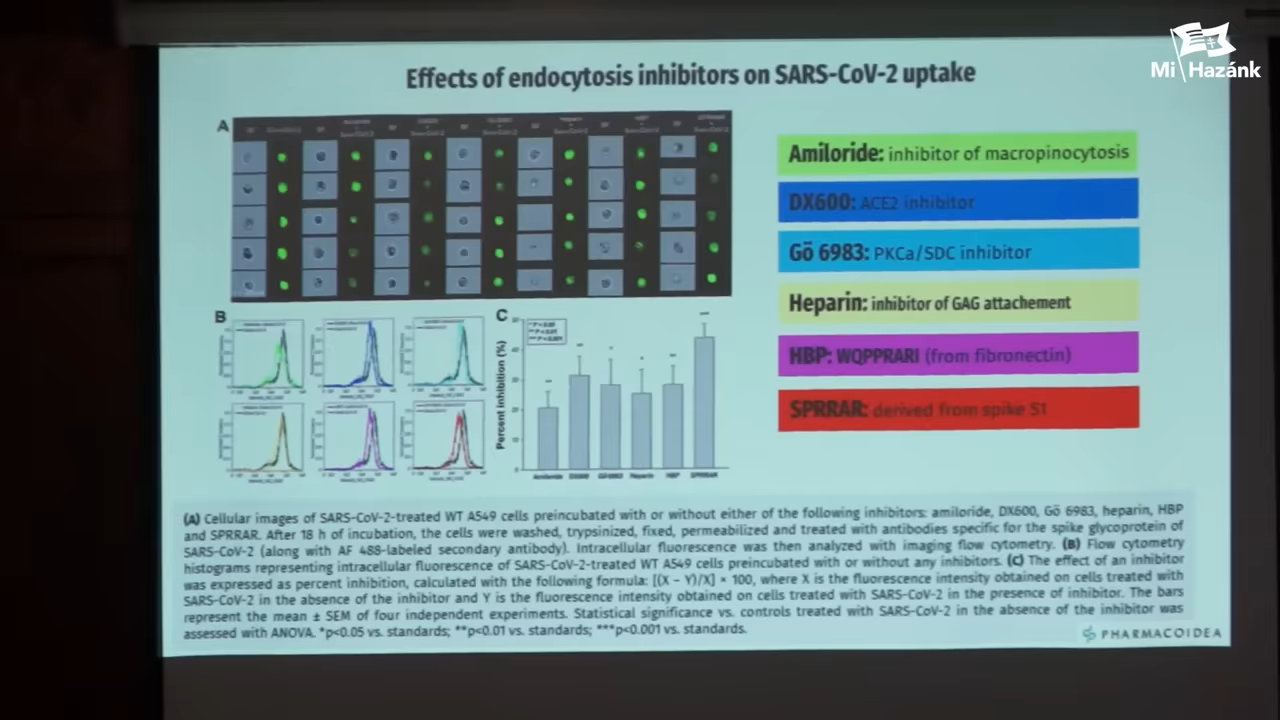 Mi Hazánk
Effects of endocytosis inhibitors on SARS-CoV-2 uptake
A
B
C
Percent inhibition (%)
Amiloride DX600 Gö 6983 Heparin HBP SPRRAR
Amiloride: inhibitor of macropinocytosis
DX600: ACE2 inhibitor
Gö 6983: PKCa/SDC inhibitor
Heparin: inhibitor of GAG attachement
HBP: WQPPRARI (from fibronectin)
SPRRAR: derived from spike S1
(A) Cellular images of SARS-CoV-2-treated WT A549 cells preincubated with or without either of the following inhibitors: amiloride, DX600, Gö 6983, heparin, HBP
and SPRRAR. After 18 h of incubation, the cells were washed, trypsinized, fixed, permeabilized and treated with antibodies specific for the spike glycoprotein of
SARS-CoV-2 (along with AF 488-labeled secondary antibody). Intracellular fluorescence was then analyzed with imaging flow cytometry. (B) Flow cytometry
histograms representing intracellular fluorescence of SARS-CoV-2-treated WT A549 cells preincubated with or without any inhibitors. (C) The effect of an inhibitor
was expressed as percent inhibition, calculated with the following formula: [(X – Y)/X] × 100, where X is the fluorescence intensity obtained on cells treated with
SARS-CoV-2 in the absence of the inhibitor and Y is the fluorescence intensity obtained on cells treated with SARS-CoV-2 in the presence of inhibitor. The bars
represent the mean ± SEM of four independent experiments. Statistical significance vs. controls treated with SARS-CoV-2 in the absence of the inhibitor was
assessed with ANOVA. *p<0.05 vs. standards; **p<0.01 vs. standards; ***p<0.001 vs. standards.
PHARMACOIDEA